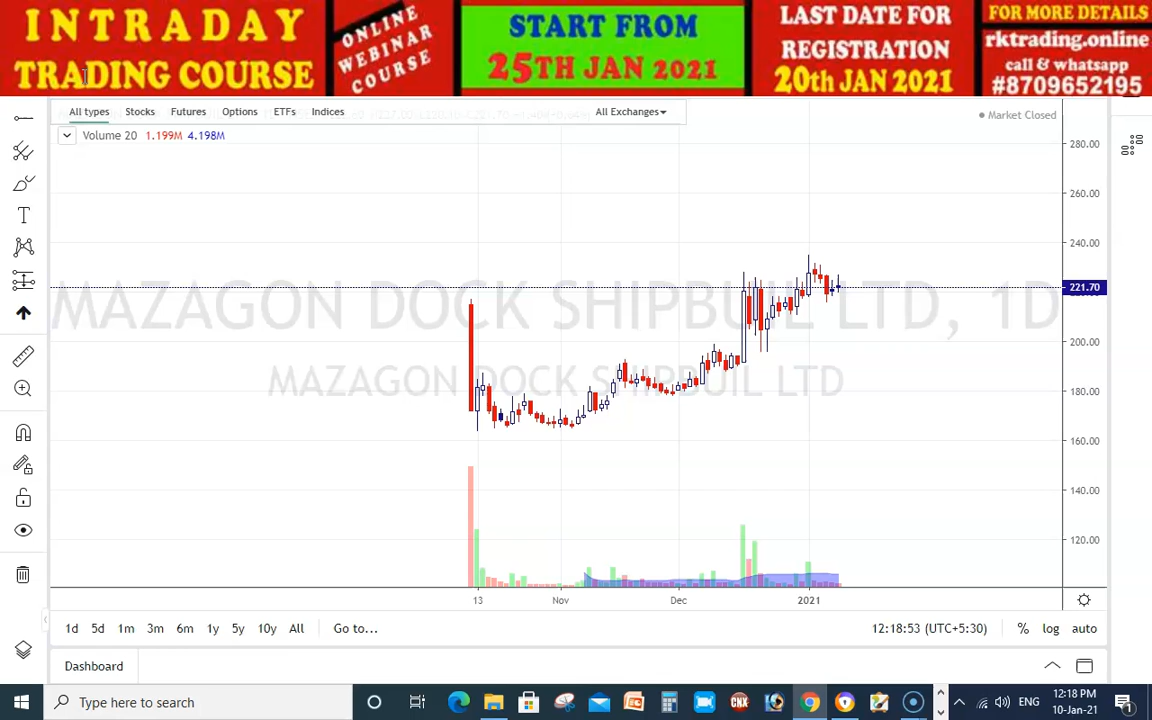 INTRADAY
TRADING COURSE
ONLINE
WEBINAR
COURSE
START FROM
25TH JAN 2021
LAST DATE FOR
REGISTRATION
20th JAN 2021
FOR MORE DETAILS
rktrading.online
call & whatsapp
#8709652195
All types Stocks Futures Options ETFs Indices All Exchanges
Market Closed
Volume 20 1.199M 4.198M
280.00
260.00
240.00
221.70
200.00
180.00
160.00
140.00
120.00
MAZAGON DOCK SHIPBUIL LTD, 1D
MAZAGON DOCK SHIPBUIL LTD
13 Nov Dec 2021
1d 5d 1m 3m 6m 1y 5y 10y All Go to... 12:18:53 (UTC+5:30) % log auto
Dashboard
Type here to search
CNX
ENG
12:18 PM
10-Jan-21
1